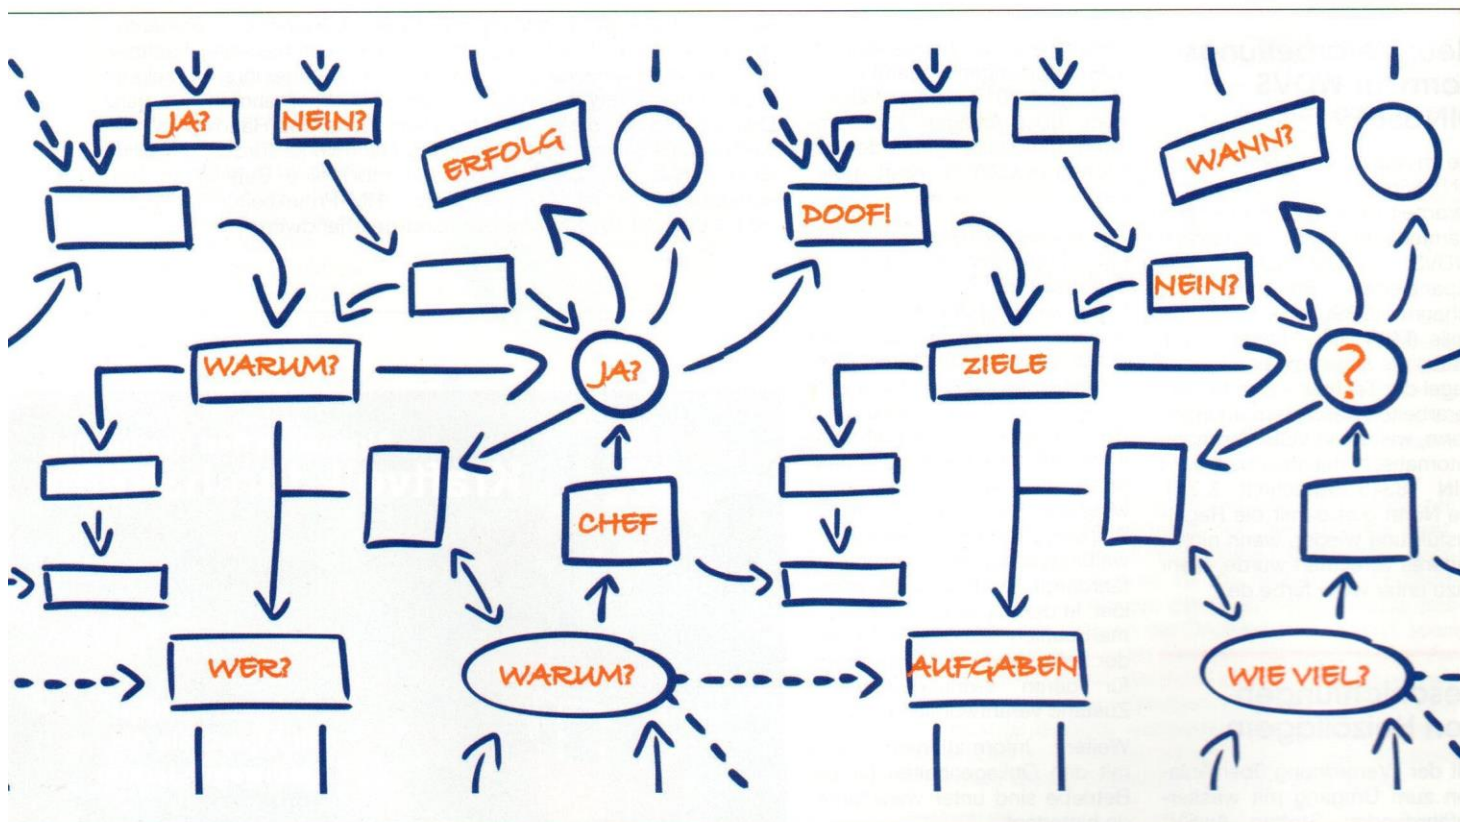 JA?
NEIN?
ERFOLG
WANN?
DOOF!
NEIN?
WARUM?
JA?
ZIELE
?
CHEF
WER?
WARUM?
AUFGABEN
WIE VIEL?